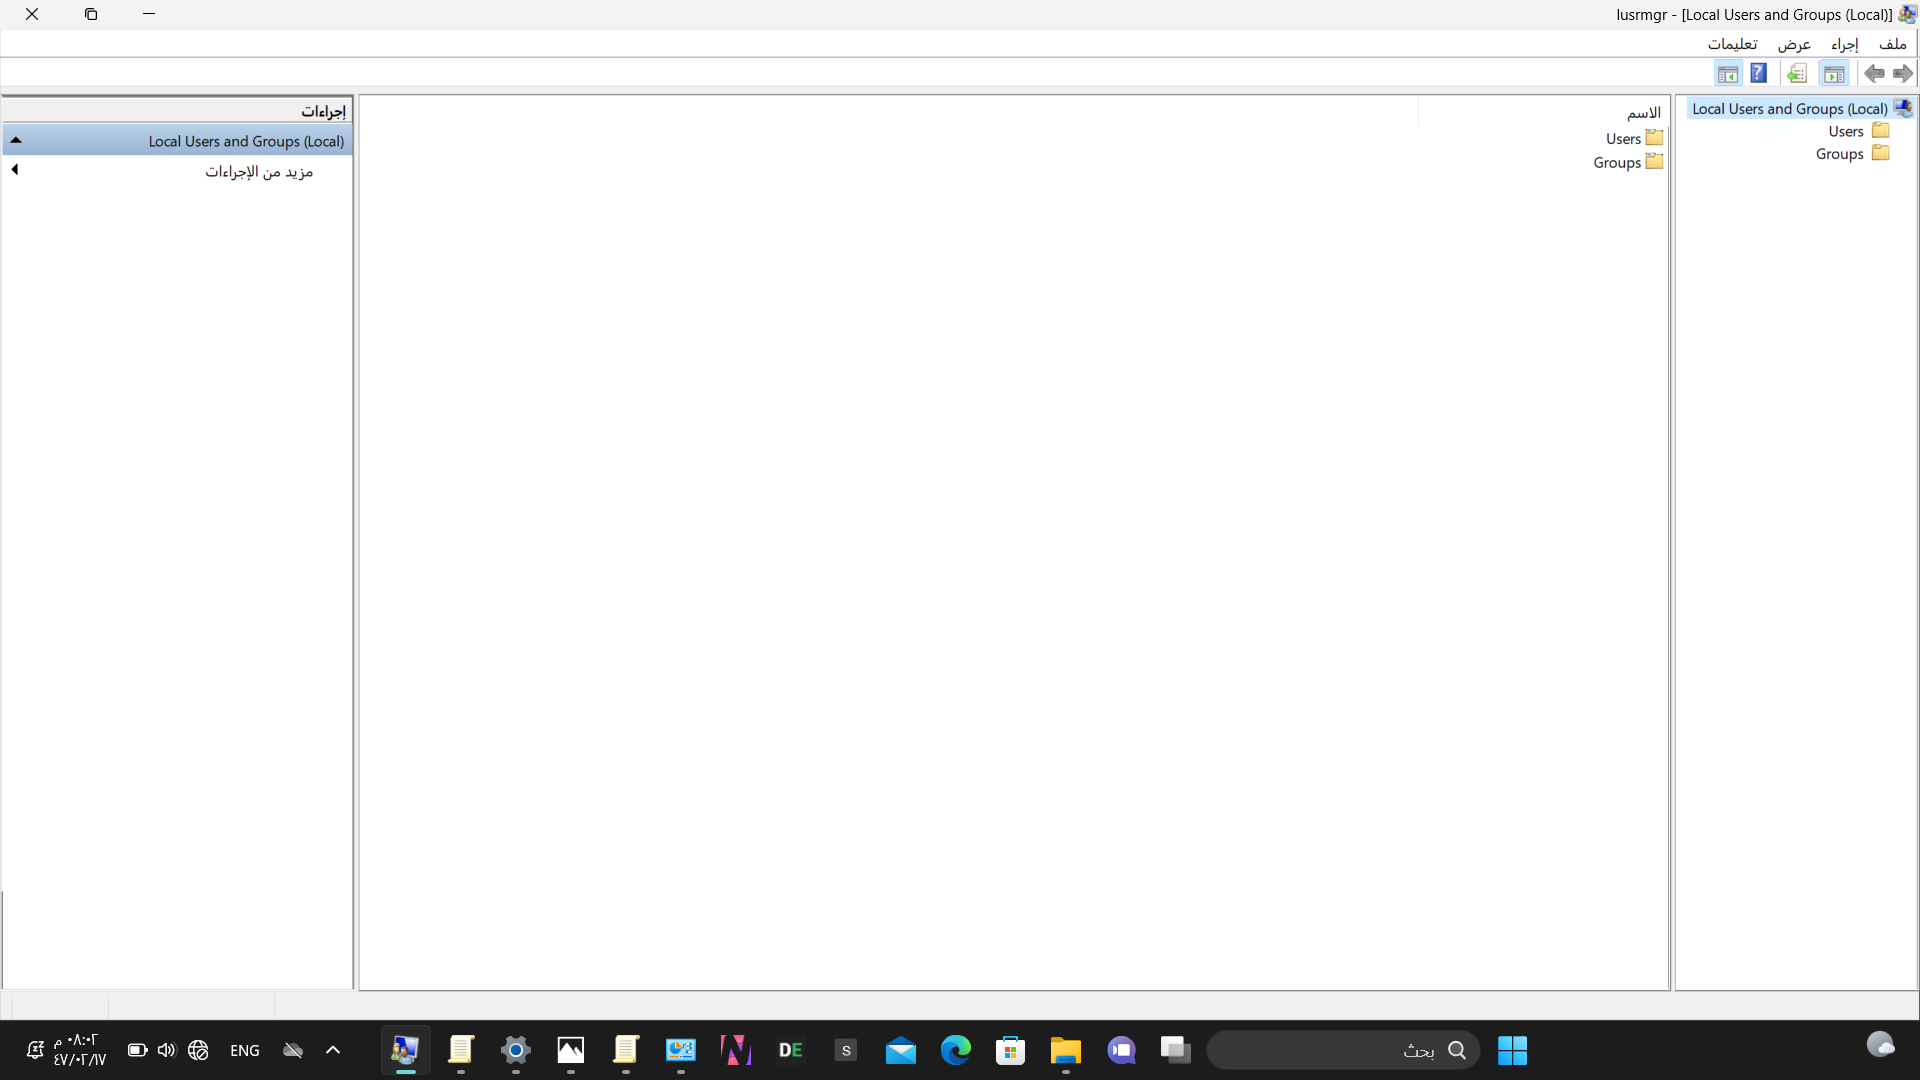 lusrmgr - [Local Users and Groups (Local)]
ملف إجراء عرض تعليمات
Local Users and Groups (Local)
Users
Groups
الاسم
Users
Groups
إجراءات
Local Users and Groups (Local)
مزيد من الإجراءات
بحث
S
DE
N
ENG
٠٨:٠٢ م
٤٧/٠٢/١٧